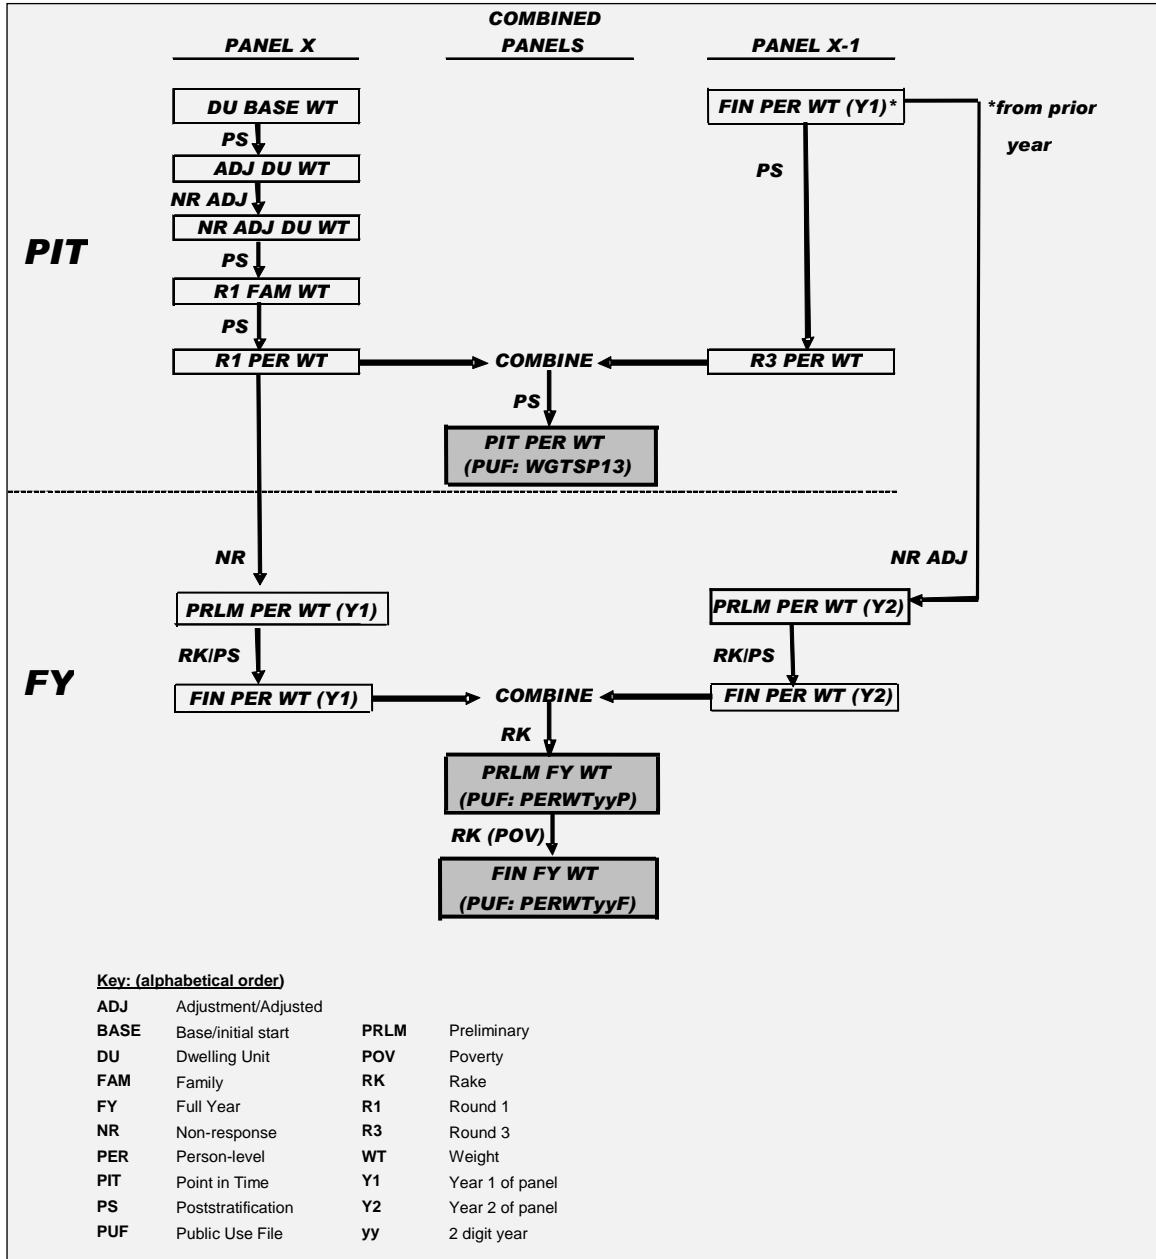 COMBINED
PANEL X PANELS PANEL X-1
DU BASE WT FIN PER WT (Y1)* *from prior
year
PS
ADJ DU WT PS
NR ADJ
NR ADJ DU WT
PIT
PS
R1 FAM WT
PS
R1 PER WT COMBINE R3 PER WT
PS
PIT PER WT
(PUF: WGTSP13)
NR NR ADJ
PRLM PER WT (Y1) PRLM PER WT (Y2)
RK/PS RK/PS
FY
FIN PER WT (Y1) COMBINE FIN PER WT (Y2)
RK
PRLM FY WT
(PUF: PERWTyyP)
RK (POV)
FIN FY WT
(PUF: PERWTyyF)
Key: (alphabetical order)
ADJ Adjustment/Adjusted
BASE Base/initial start PRLM Preliminary
DU Dwelling Unit POV Poverty
FAM Family RK Rake
FY Full Year R1 Round 1
NR Non-response R3 Round 3
PER Person-level WT Weight
PIT Point in Time Y1 Year 1 of panel
PS Poststratification Y2 Year 2 of panel
PUF Public Use File yy 2 digit year